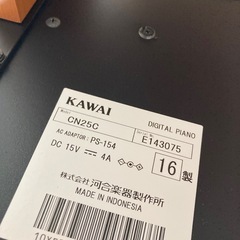 KAWAI
DIGITAL PIANO
CN25C
E143075
AC ADAPTOR: PS-154
DC 15V ⎓ 4A
16 製
株式会社 河合楽器製作所
MADE IN INDONESIA